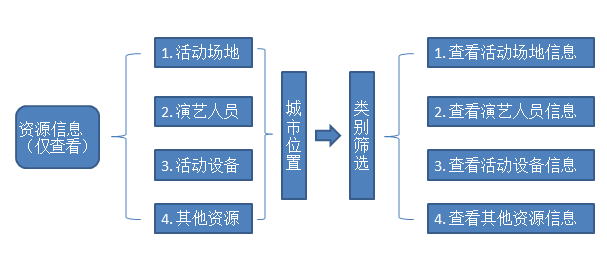 资源信息
（仅查看）
1. 活动场地
2. 演艺人员
3. 活动设备
4. 其他资源
城市位置
类别筛选
1. 查看活动场地信息
2. 查看演艺人员信息
3. 查看活动设备信息
4. 查看其他资源信息